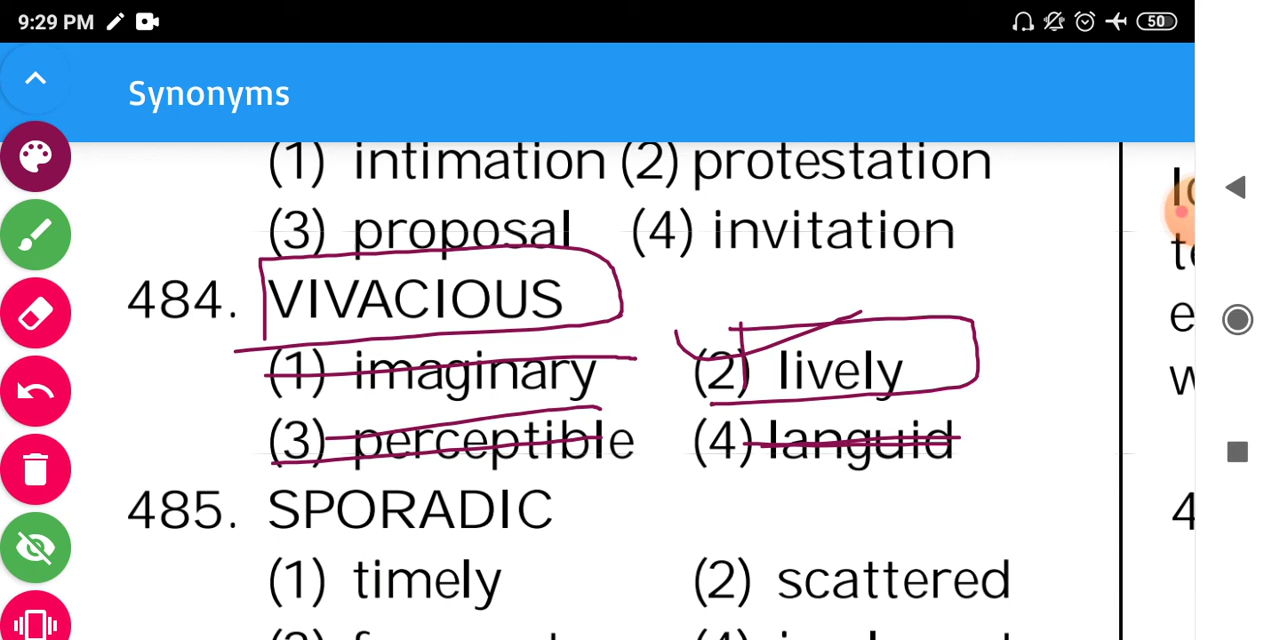 9:29 PM 50
Synonyms
(1) intimation (2) protestation
(3) proposal (4) invitation
484. VIVACIOUS
(1) imaginary (2) lively
(3) perceptible (4) languid
485. SPORADIC
(1) timely (2) scattered